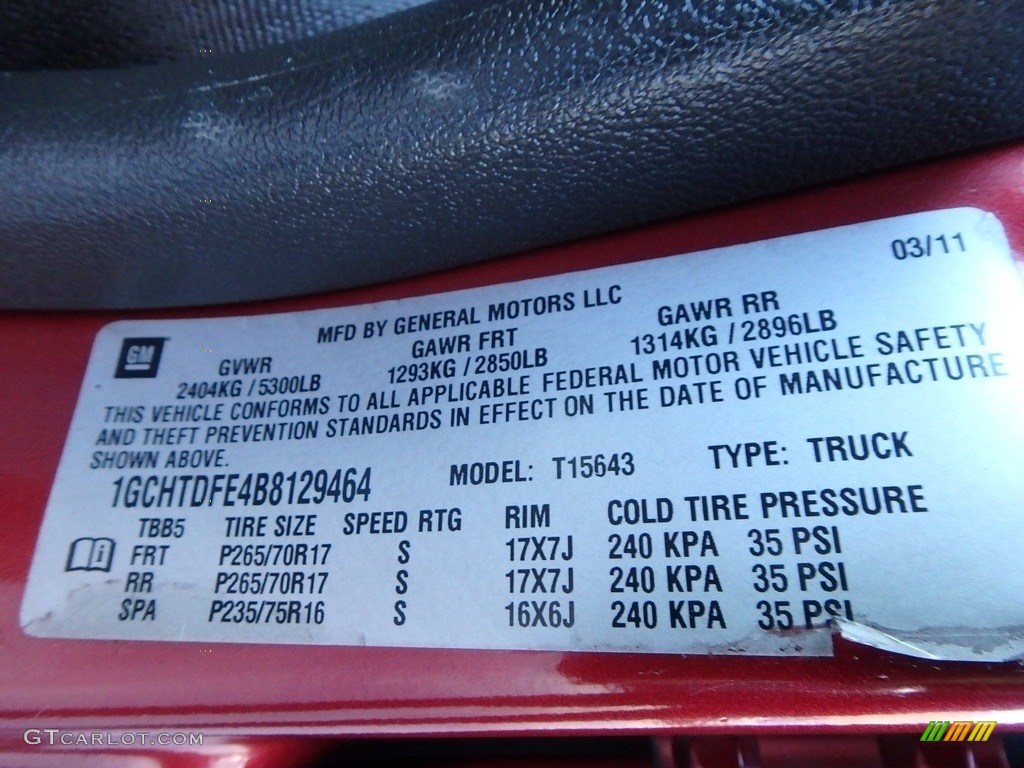 03/11
MFD BY GENERAL MOTORS LLC
GM
GVWR GAWR FRT GAWR RR
2404KG / 5300LB 1293KG / 2850LB 1314KG / 2896LB
THIS VEHICLE CONFORMS TO ALL APPLICABLE FEDERAL MOTOR VEHICLE SAFETY
AND THEFT PREVENTION STANDARDS IN EFFECT ON THE DATE OF MANUFACTURE
SHOWN ABOVE.
1GCHTDFE4B8129464 MODEL: T15643 TYPE: TRUCK
TBB5 TIRE SIZE SPEED RTG RIM COLD TIRE PRESSURE
FRT P265/70R17 S 17X7J 240 KPA 35 PSI
RR P265/70R17 S 17X7J 240 KPA 35 PSI
SPA P235/75R16 S 16X6J 240 KPA 35 PSI
GTCARLOT.COM